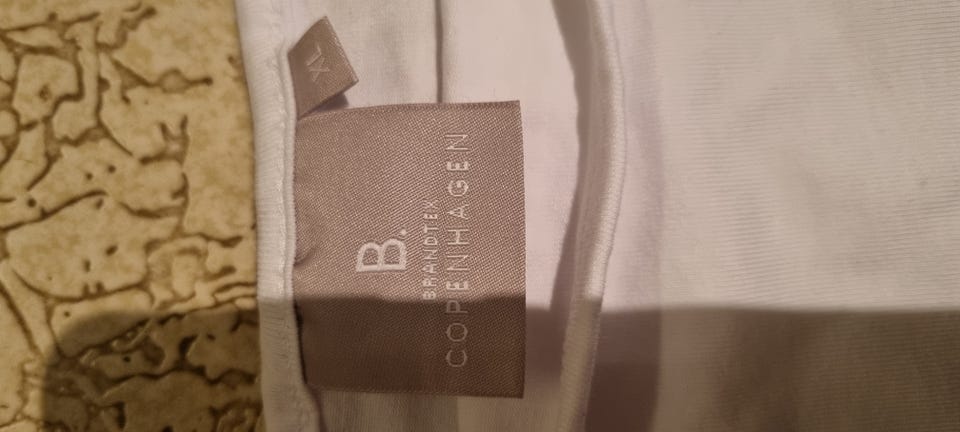 XL
B.
BRANDTEX
COPENHAGEN